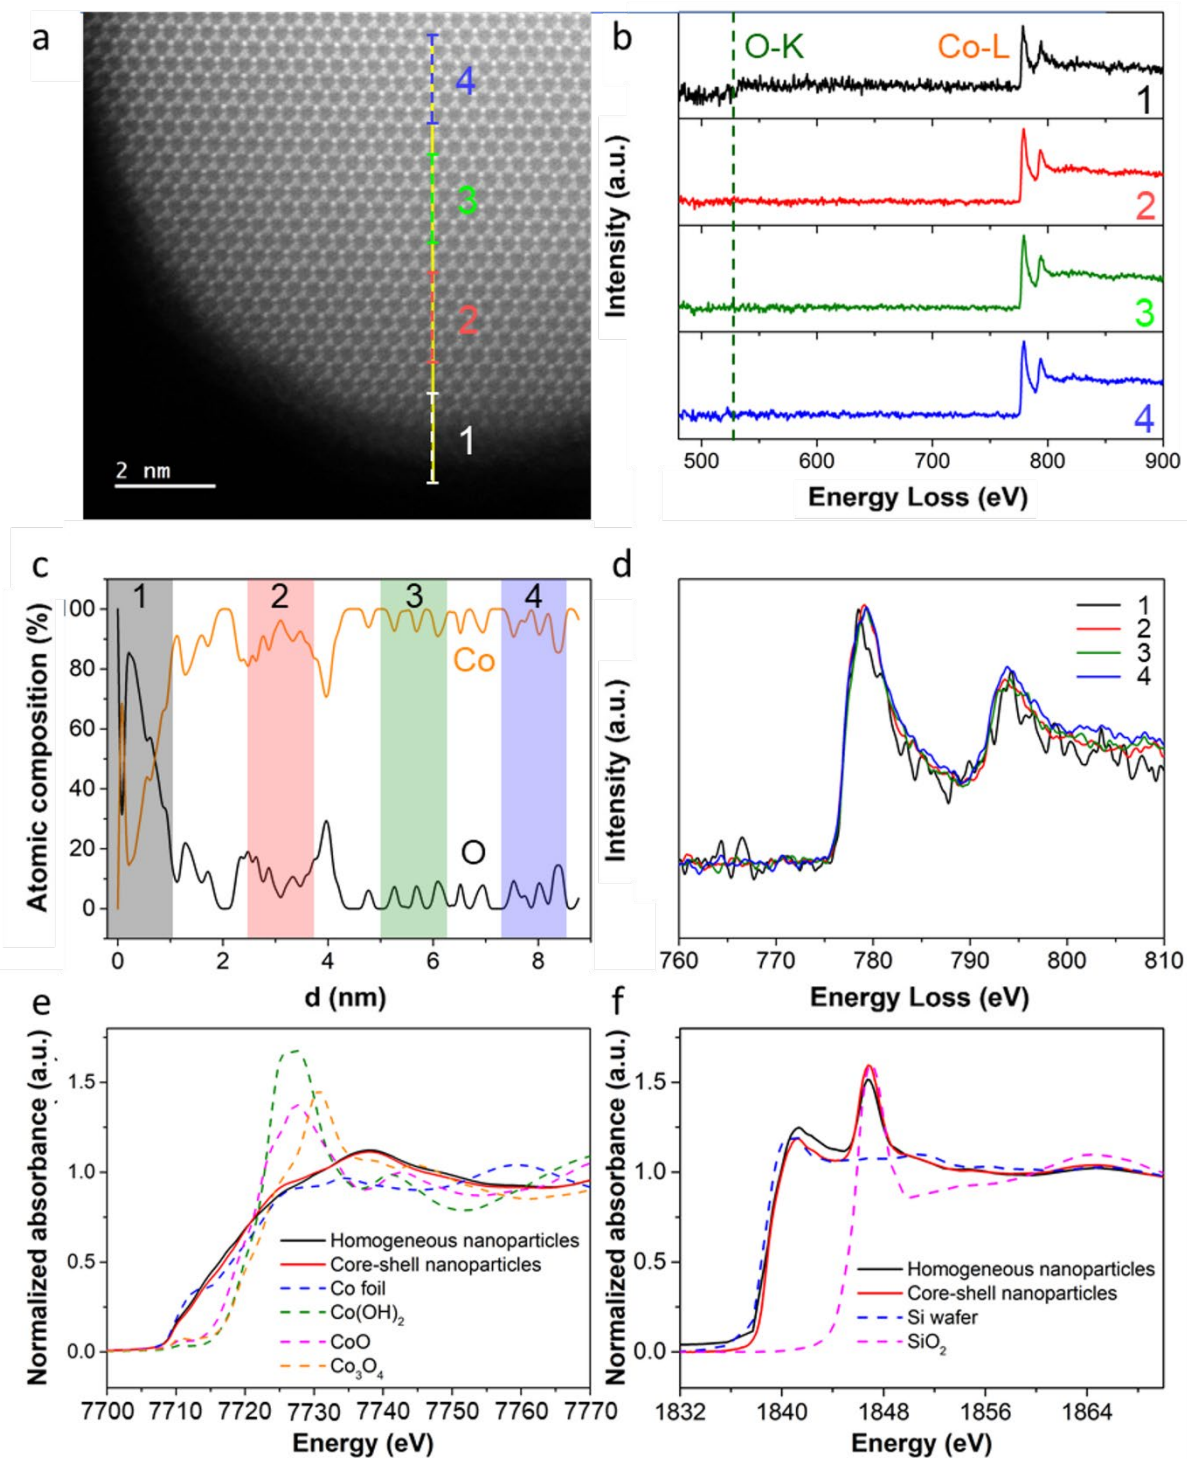 a
4
3
2
1
2 nm
b
O-K
Co-L
1
2
3
4
Intensity (a.u.)
500
600
700
800
900
Energy Loss (eV)
c
1
2
3
4
Co
O
100
80
60
40
20
0
Atomic composition (%)
0
2
4
6
8
d (nm)
d
1
2
3
4
Intensity (a.u.)
760
770
780
790
800
810
Energy Loss (eV)
e
Normalized absorbance (a.u.)
1.5
1.0
0.5
0.0
Homogeneous nanoparticles
Core-shell nanoparticles
Co foil
Co(OH)₂
CoO
Co₃O₄
7700
7710
7720
7730
7740
7750
7760
7770
Energy (eV)
f
Normalized absorbance (a.u.)
1.5
1.0
0.5
0.0
Homogeneous nanoparticles
Core-shell nanoparticles
Si wafer
SiO₂
1832
1840
1848
1856
1864
Energy (eV)